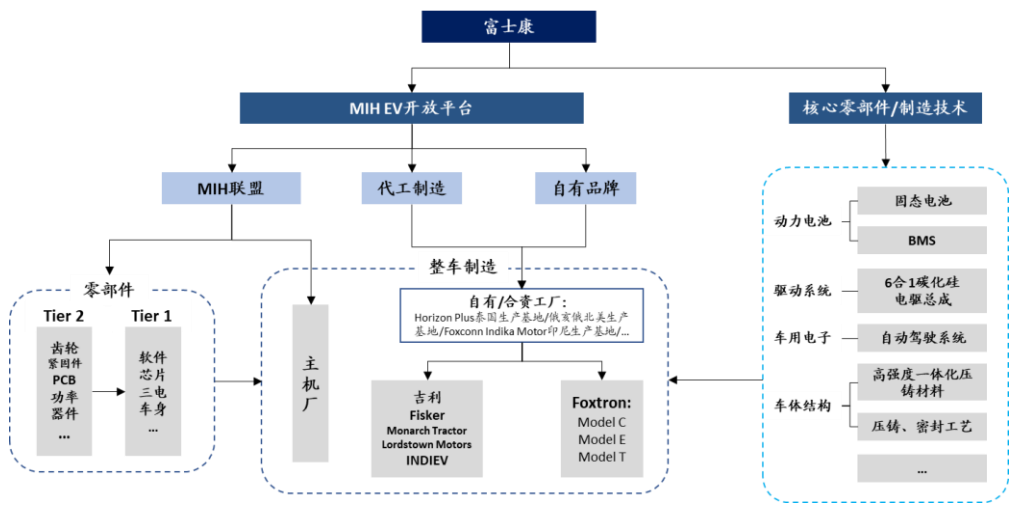 富士康
MIH EV开放平台
核心零部件/制造技术
MIH联盟
代工制造
自有品牌
零部件
Tier 2
齿轮
紧固件
PCB
功率
器件
...
Tier 1
软件
芯片
三电
车身
...
整车制造
主
机
厂
自有/合資工厂:
Horizon Plus泰国生产基地/俄亥俄北美生产
基地/Foxconn Indika Motor印尼生产基地/...
吉利
Fisker
Monarch Tractor
Lordstown Motors
INDIEV
Foxtron:
Model C
Model E
Model T
动力电池
固态电池
BMS
驱动系统
6合1碳化硅
电驱总成
车用电子
自动驾驶系统
车体结构
高强度一体化压
铸材料
压铸、密封工艺
...